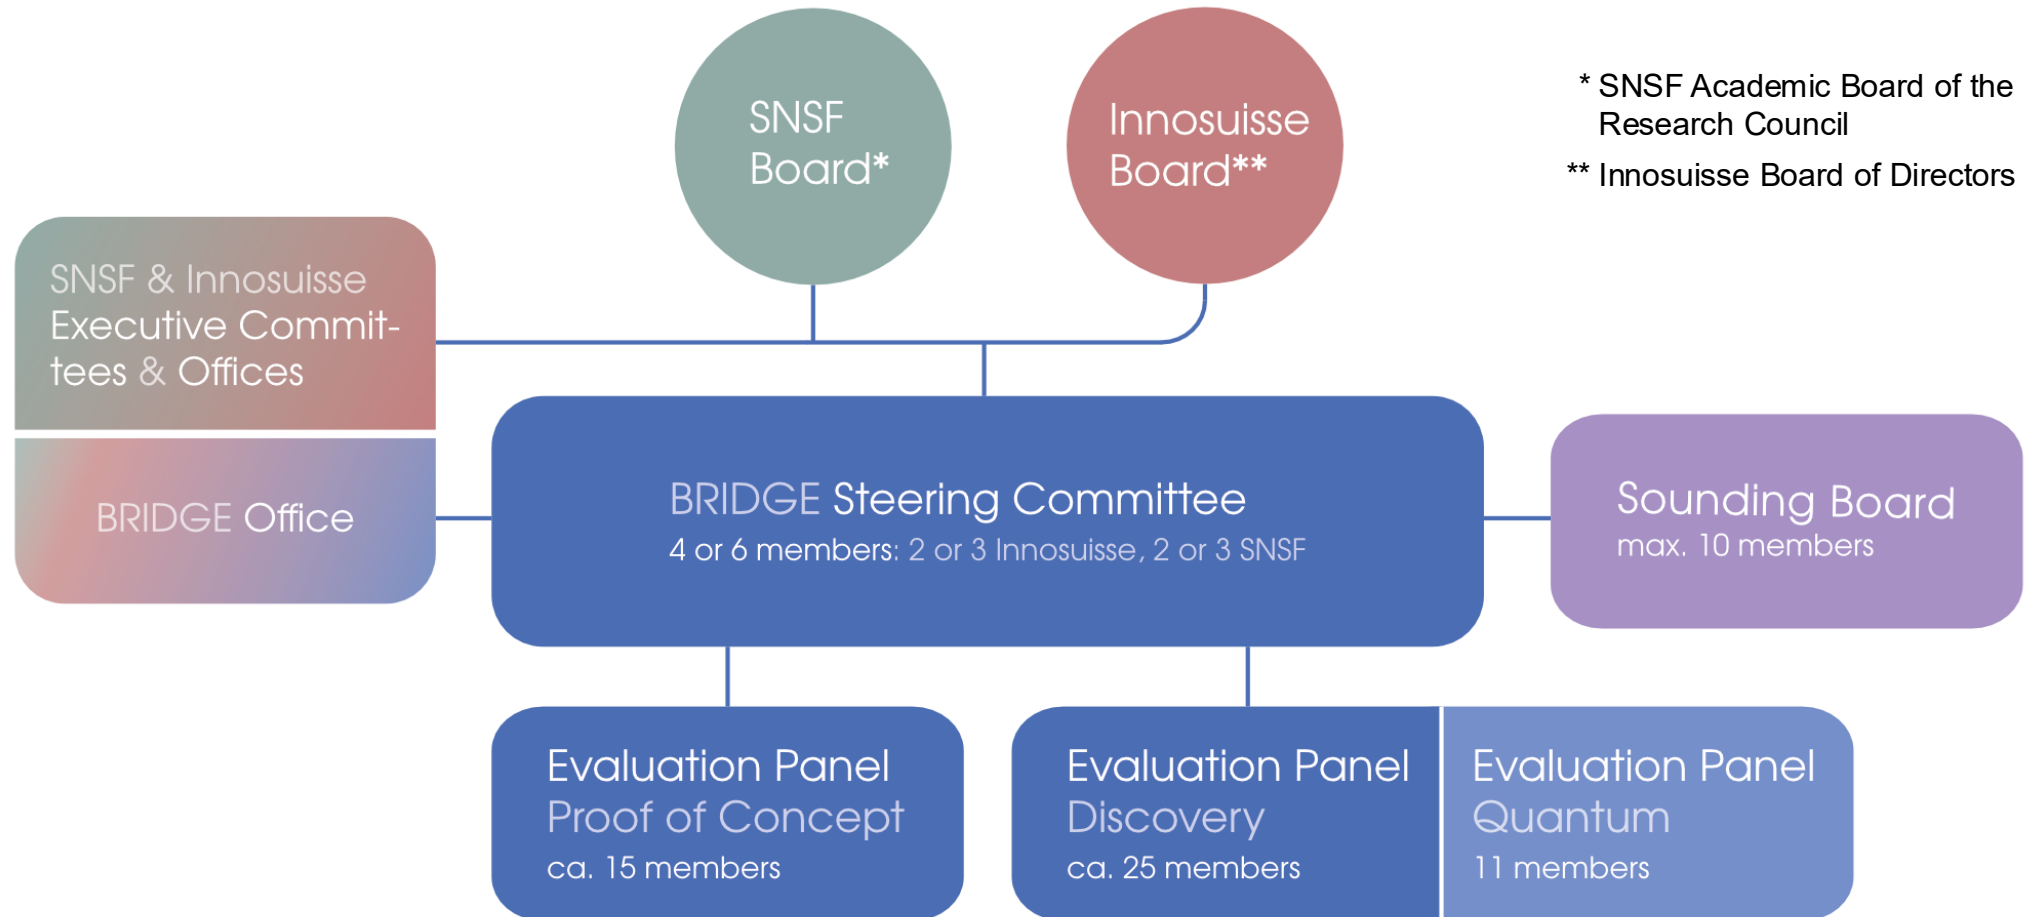 SNSF
Board*
Innosuisse
Board**
* SNSF Academic Board of the
Research Council
** Innosuisse Board of Directors
SNSF & Innosuisse
Executive Commit-
tees & Offices
BRIDGE Office
BRIDGE Steering Committee
4 or 6 members: 2 or 3 Innosuisse, 2 or 3 SNSF
Sounding Board
max. 10 members
Evaluation Panel
Proof of Concept
ca. 15 members
Evaluation Panel
Discovery
ca. 25 members
Evaluation Panel
Quantum
11 members